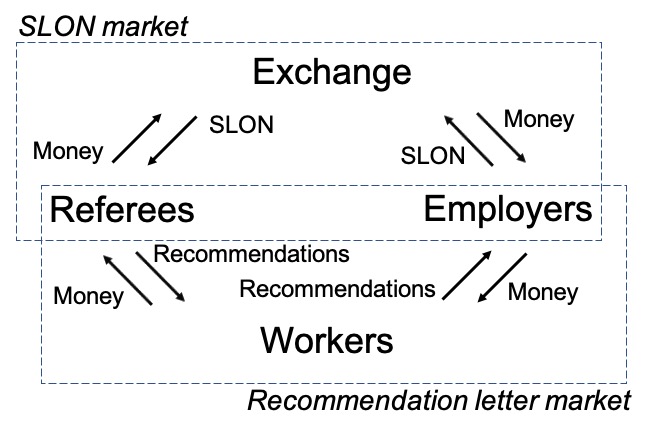 SLON market
Exchange
Money
SLON
Money
SLON
Referees
Employers
Recommendations
Money
Recommendations
Money
Workers
Recommendation letter market